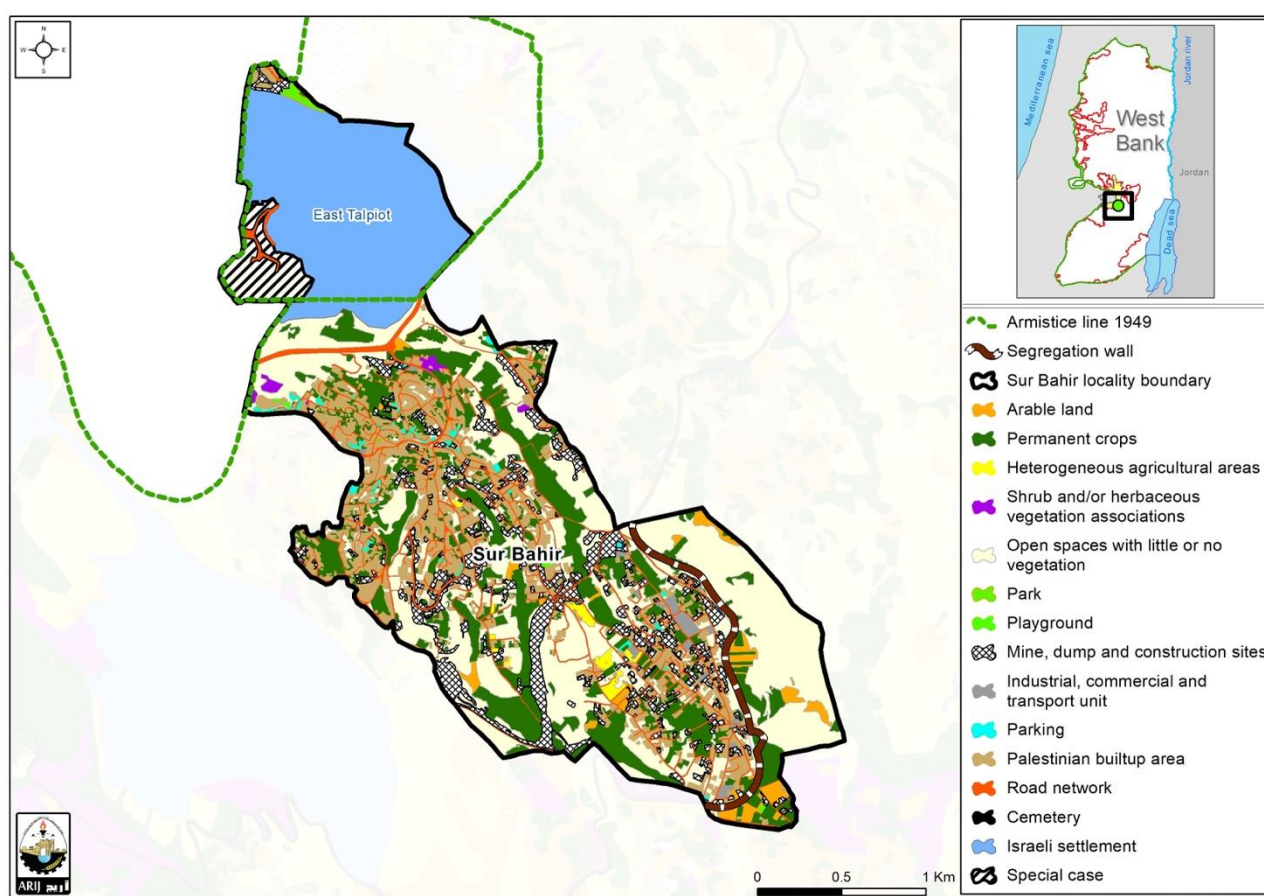 N
W E
S
East Talpiot
Sur Bahir
ARIJ أريج
0 0.5 1 Km
Mediterranean sea
Jordan river
West
Bank
Jordan
Dead sea
Armistice line 1949
Segregation wall
Sur Bahir locality boundary
Arable land
Permanent crops
Heterogeneous agricultural areas
Shrub and/or herbaceous
vegetation associations
Open spaces with little or no
vegetation
Park
Playground
Mine, dump and construction sites
Industrial, commercial and
transport unit
Parking
Palestinian builtup area
Road network
Cemetery
Israeli settlement
Special case